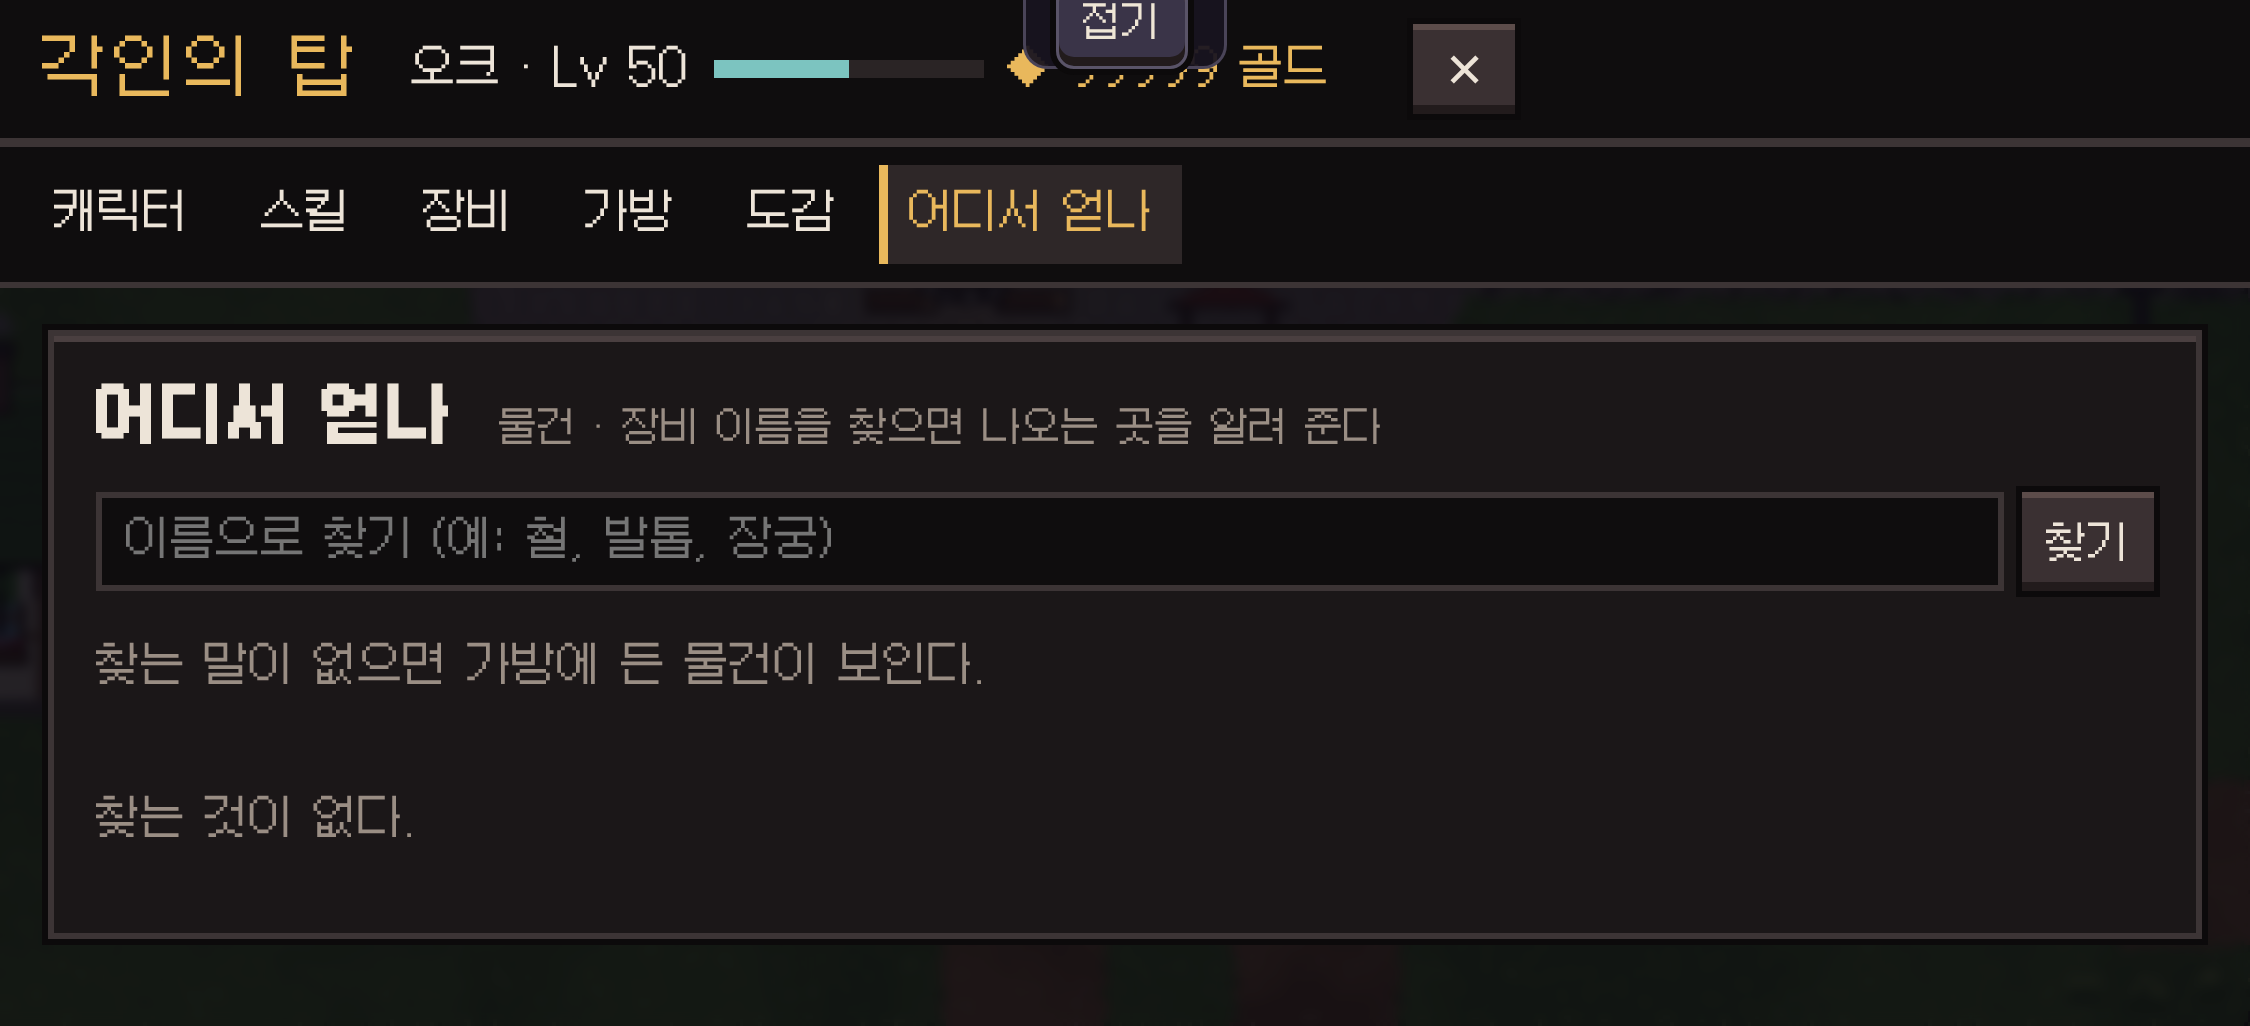 접기
각인의 탑 오크 · Lv 50 골드 ×
캐릭터 스킬 장비 가방 도감 어디서 얻나
어디서 얻나 물건 · 장비 이름을 찾으면 나오는 곳을 알려 준다
이름으로 찾기 (예: 철, 발톱, 장궁) 찾기
찾는 말이 없으면 가방에 든 물건이 보인다.
찾는 것이 없다.